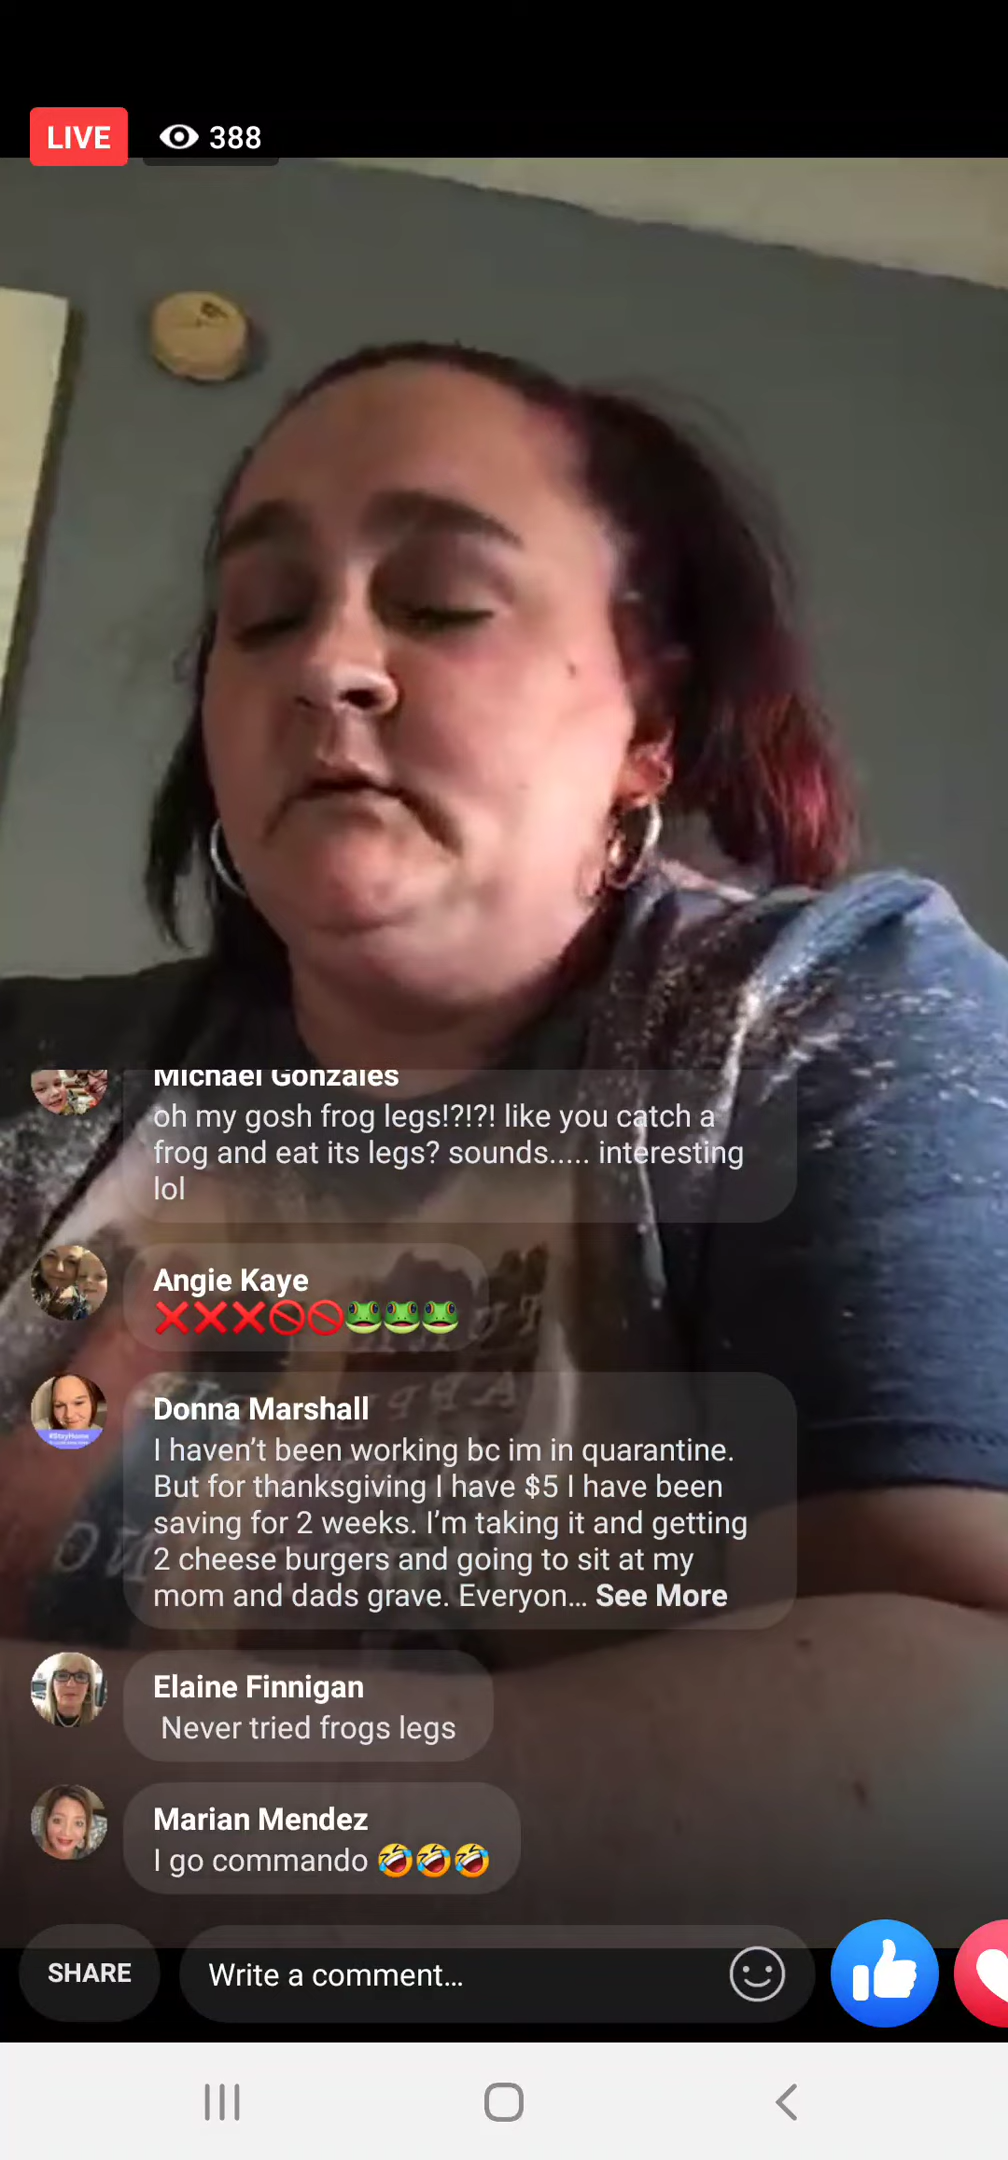 LIVE 388
Michael Gonzales
oh my gosh frog legs!?!?! like you catch a
frog and eat its legs? sounds..... interesting
lol
Angie Kaye
❌❌❌🚫🚫🐸🐸🐸
Donna Marshall
I haven't been working bc im in quarantine.
But for thanksgiving I have $5 I have been
saving for 2 weeks. I'm taking it and getting
2 cheese burgers and going to sit at my
mom and dads grave. Everyon... See More
#StayHome
Elaine Finnigan
Never tried frogs legs
Marian Mendez
I go commando 🤣🤣🤣
SHARE
Write a comment...